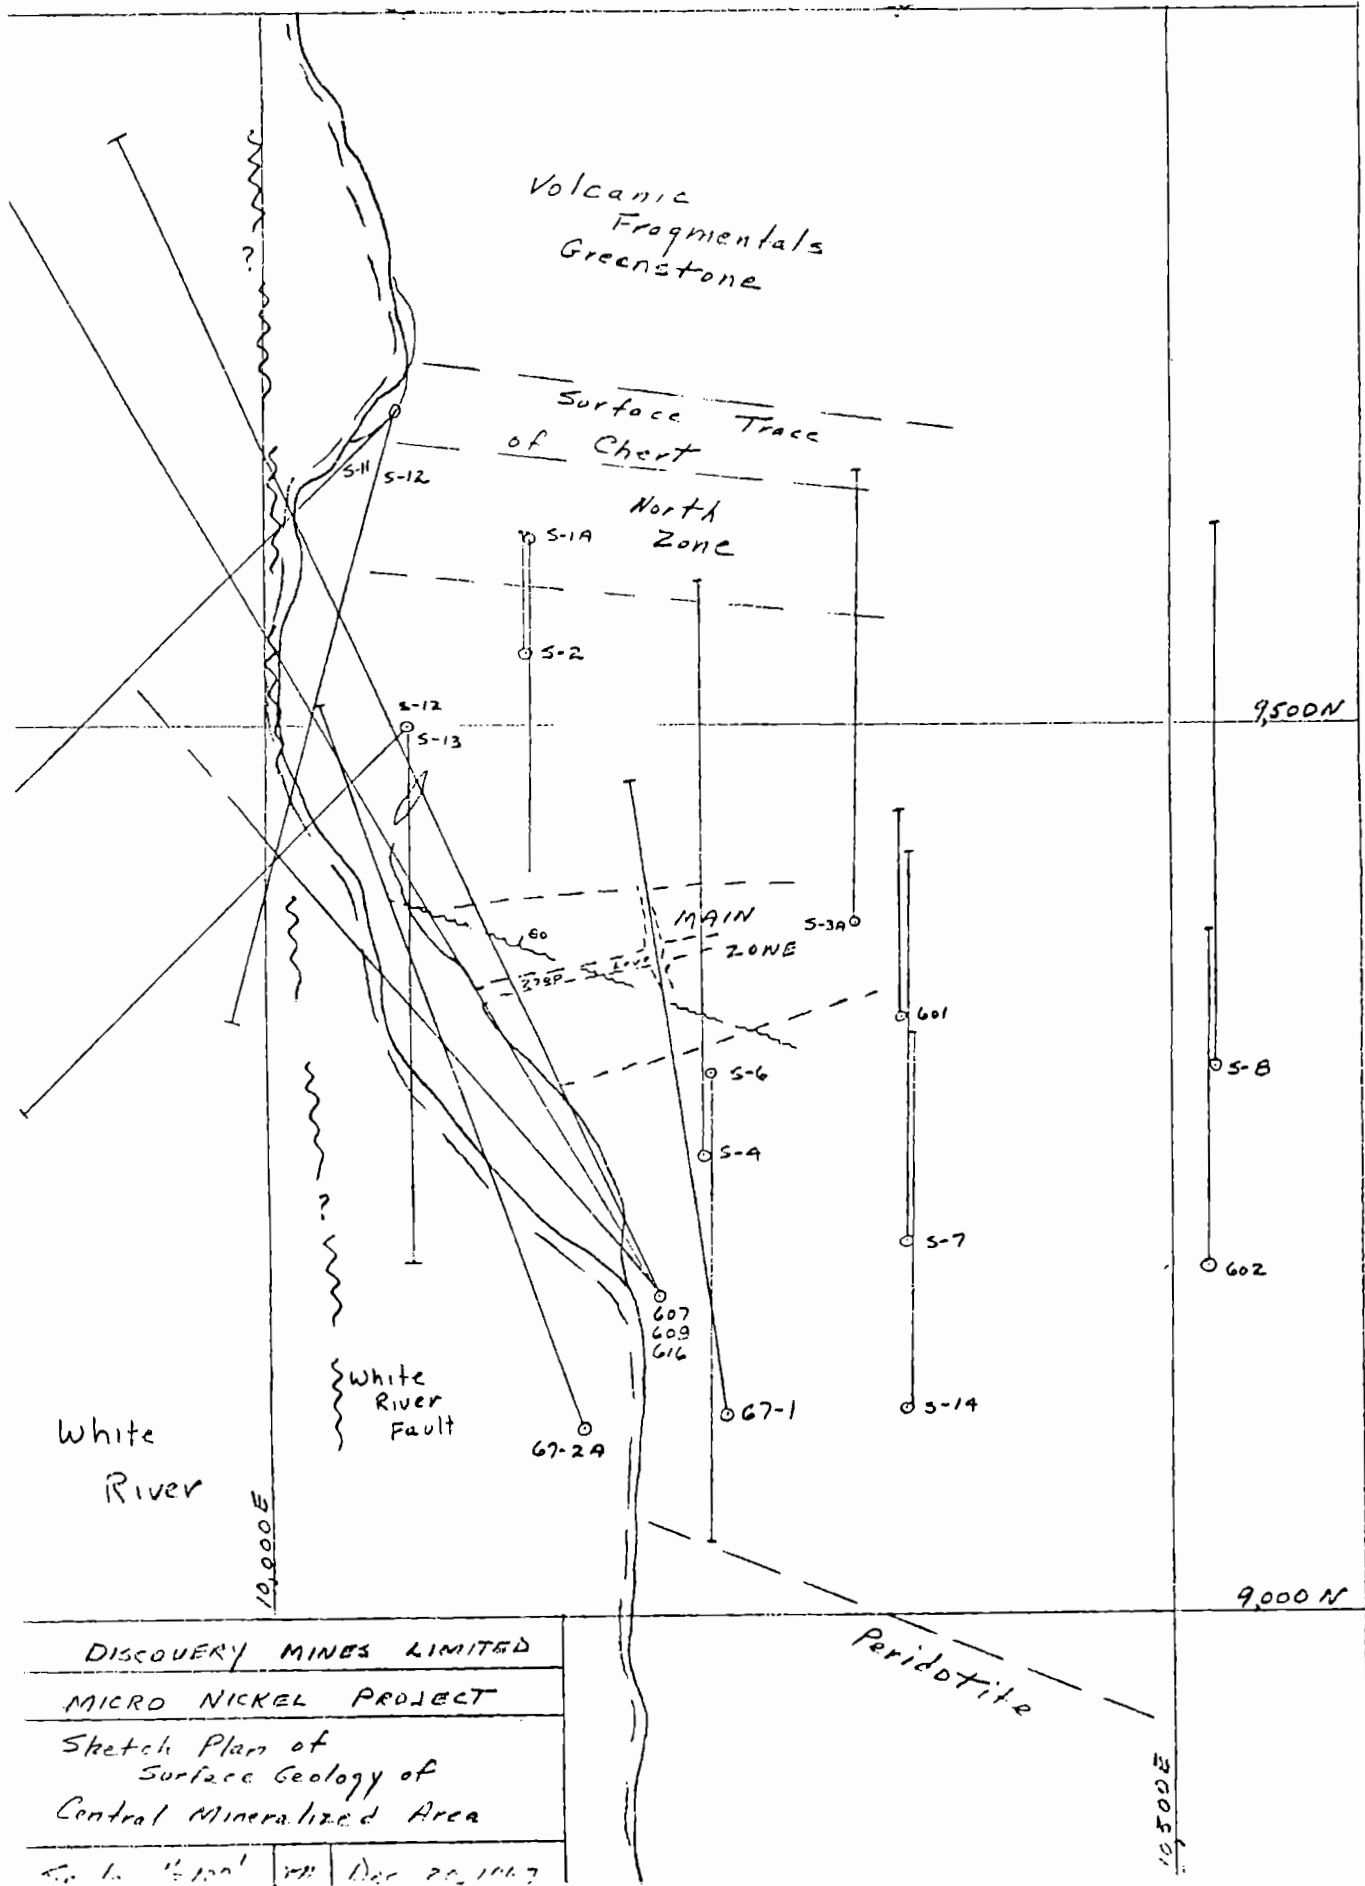 Volcanic
Fragmentals
Greenstone
?
Surface Trace
of Chert
S-11
S-12
North
Zone
S-1A
S-2
S-12
S-13
9,500N
MAIN
ZONE
S-3A
60
601
S-6
S-8
S-4
S-7
602
?
607
609
616
White
River
Fault
67-1
S-14
67-2A
White
River
10,000E
9,000N
Peridotite
10,500E
DISCOVERY MINES LIMITED
MICRO NICKEL PROJECT
Sketch Plan of
Surface Geology of
Central Mineralized Area
Dec